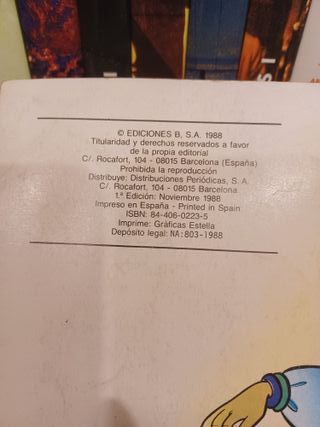 © EDICIONES B, S.A. 1988
Titularidad y derechos reservados a favor
de la propia editorial
C/. Rocafort, 104 - 08015 Barcelona (España)
Prohibida la reproducción
Distribuye: Distribuciones Periódicas, S. A.
C/. Rocafort, 104 - 08015 Barcelona
1.ª Edición: Noviembre 1988
Impreso en España - Printed in Spain
ISBN: 84-406-0223-5
Imprime: Gráficas Estella
Depósito legal: NA:803-1988